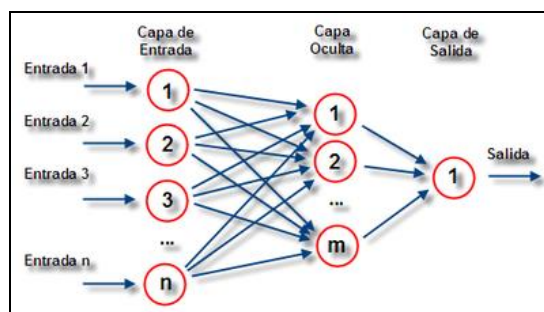 Capa de
Entrada
Capa
Oculta
Capa de
Salida
Entrada 1
1
Entrada 2
2
Entrada 3
3
...
Entrada n
n
1
2
...
m
1
Salida